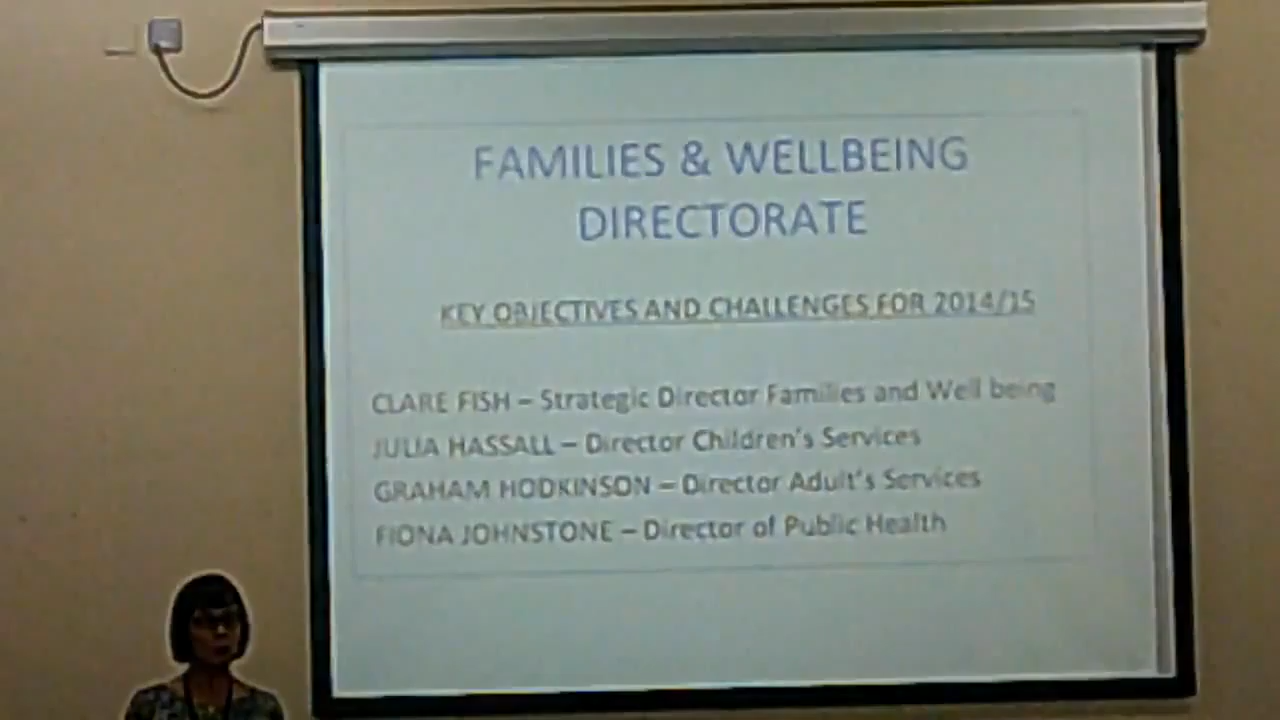 FAMILIES & WELLBEING
DIRECTORATE
KEY OBJECTIVES AND CHALLENGES FOR 2014/15
CLARE FISH – Strategic Director Families and Well being
JULIA HASSALL – Director Children's Services
GRAHAM HODKINSON – Director Adult's Services
FIONA JOHNSTONE – Director of Public Health